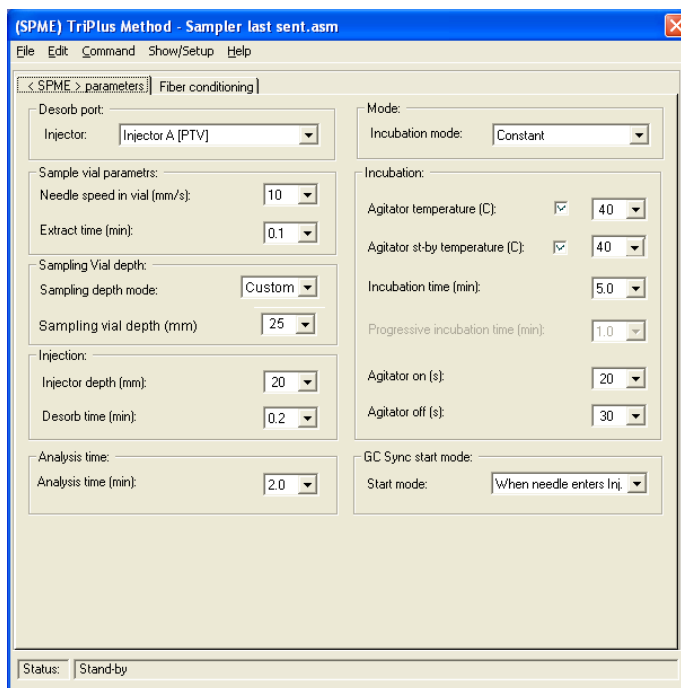 (SPME) TriPlus Method - Sampler last sent.asm
File Edit Command Show/Setup Help
< SPME > parameters Fiber conditioning
Desorb port:
Injector: Injector A [PTV]
Sample vial parametrs:
Needle speed in vial (mm/s): 10
Extract time (min): 0.1
Sampling Vial depth:
Sampling depth mode: Custom
Sampling vial depth (mm) 25
Injection:
Injector depth (mm): 20
Desorb time (min): 0.2
Analysis time:
Analysis time (min): 2.0
Mode:
Incubation mode: Constant
Incubation:
Agitator temperature (C): 40
Agitator st-by temperature (C): 40
Incubation time (min): 5.0
Progressive incubation time (min): 1.0
Agitator on (s): 20
Agitator off (s): 30
GC Sync start mode:
Start mode: When needle enters Inj.
Status: Stand-by